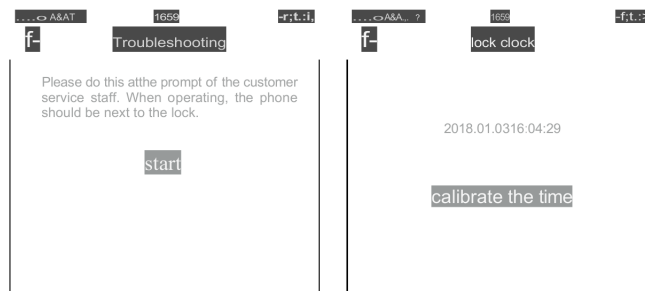 ....⊂⊃ A&AT 1659 -r;t.:i,
f- Troubleshooting
Please do this atthe prompt of the customer
service staff. When operating, the phone
should be next to the lock.
start
....⊂⊃A&A,.. ? 1659 -f;t.:>
f- lock clock
2018.01.0316:04:29
calibrate the time